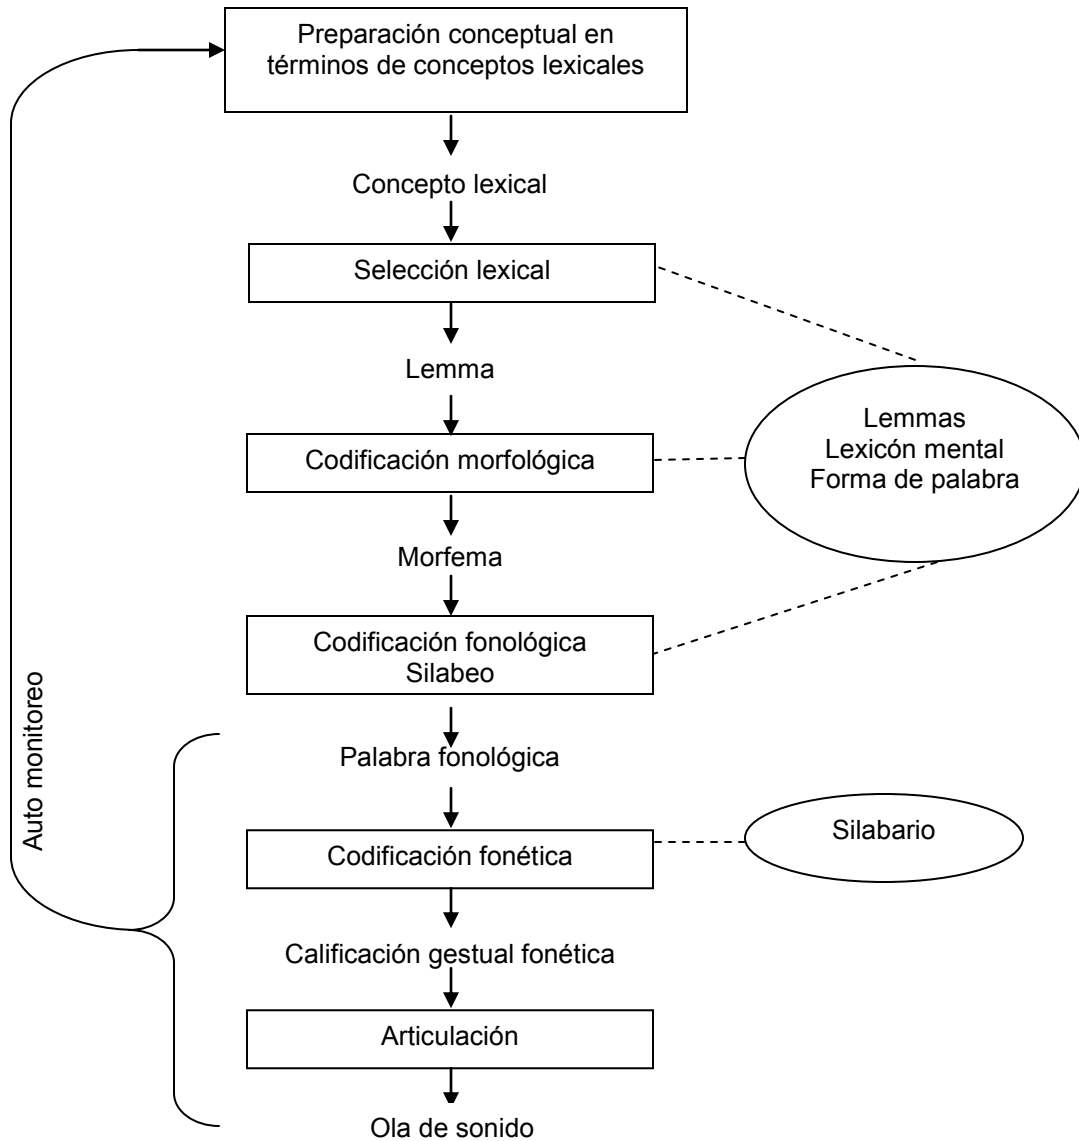 Preparación conceptual en
términos de conceptos lexicales
Concepto lexical
Selección lexical
Lemma
Lemmas
Lexicón mental
Forma de palabra
Codificación morfológica
Morfema
Codificación fonológica
Silabeo
Auto monitoreo
Palabra fonológica
Silabario
Codificación fonética
Calificación gestual fonética
Articulación
Ola de sonido